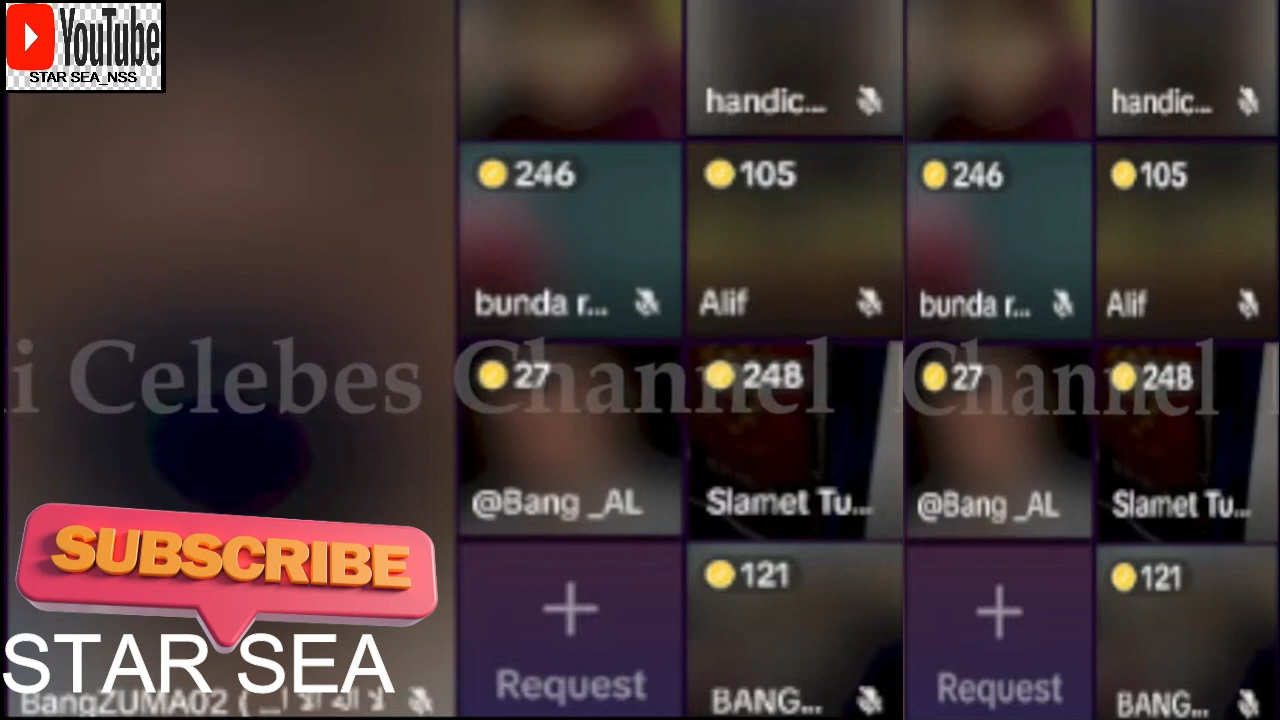 YouTube
STAR SEA_NSS
handic...
handic...
246
105
246
105
bunda r...
Alif
bunda r...
Alif
i Celebes Channel
Channel
27
248
27
248
@Bang _AL
Slamet Tu...
@Bang _AL
Slamet Tu...
SUBSCRIBE
121
121
Request
Request
STAR SEA
BangZUMA02 (
BANG...
BANG...